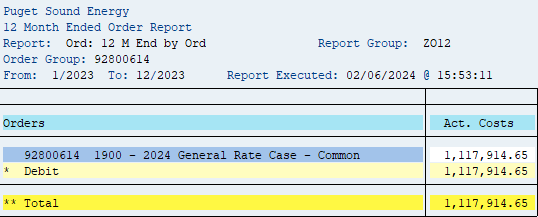 Puget Sound Energy
12 Month Ended Order Report
Report: Ord: 12 M End by Ord Report Group: ZO12
Order Group: 92800614
From: 1/2023 To: 12/2023 Report Executed: 02/06/2024 @ 15:53:11
Orders Act. Costs
92800614 1900 - 2024 General Rate Case - Common 1,117,914.65
* Debit 1,117,914.65
** Total 1,117,914.65